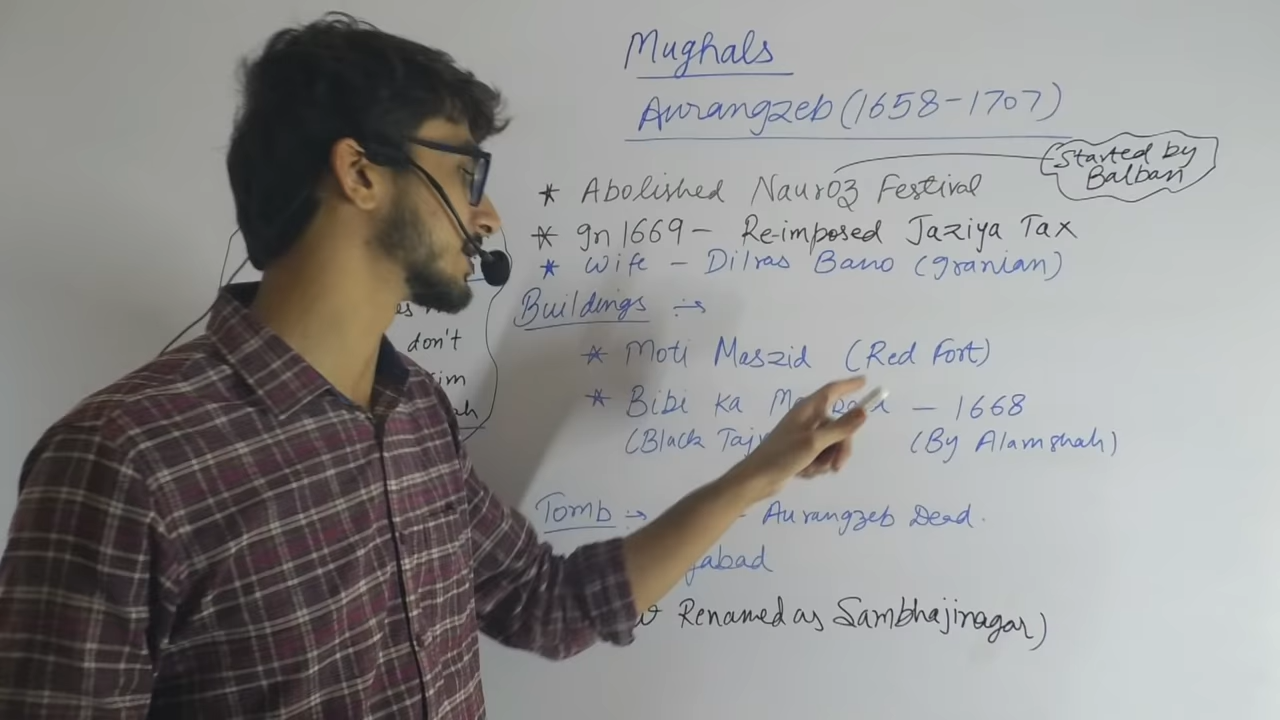 Mughals
Aurangzeb (1658-1707)
Started by
Balban
* Abolished Nauroz Festival
* In 1669 - Re-imposed Jaziya Tax
* Wife - Dilras Bano (Iranian)
Buildings :→
* Moti Maszid (Red Fort)
* Bibi ka - 1668
(Black Taj (By Alamshah)
don't
Tomb :→ - Aurangzeb Dead.
Renamed as Sambhajinagar)